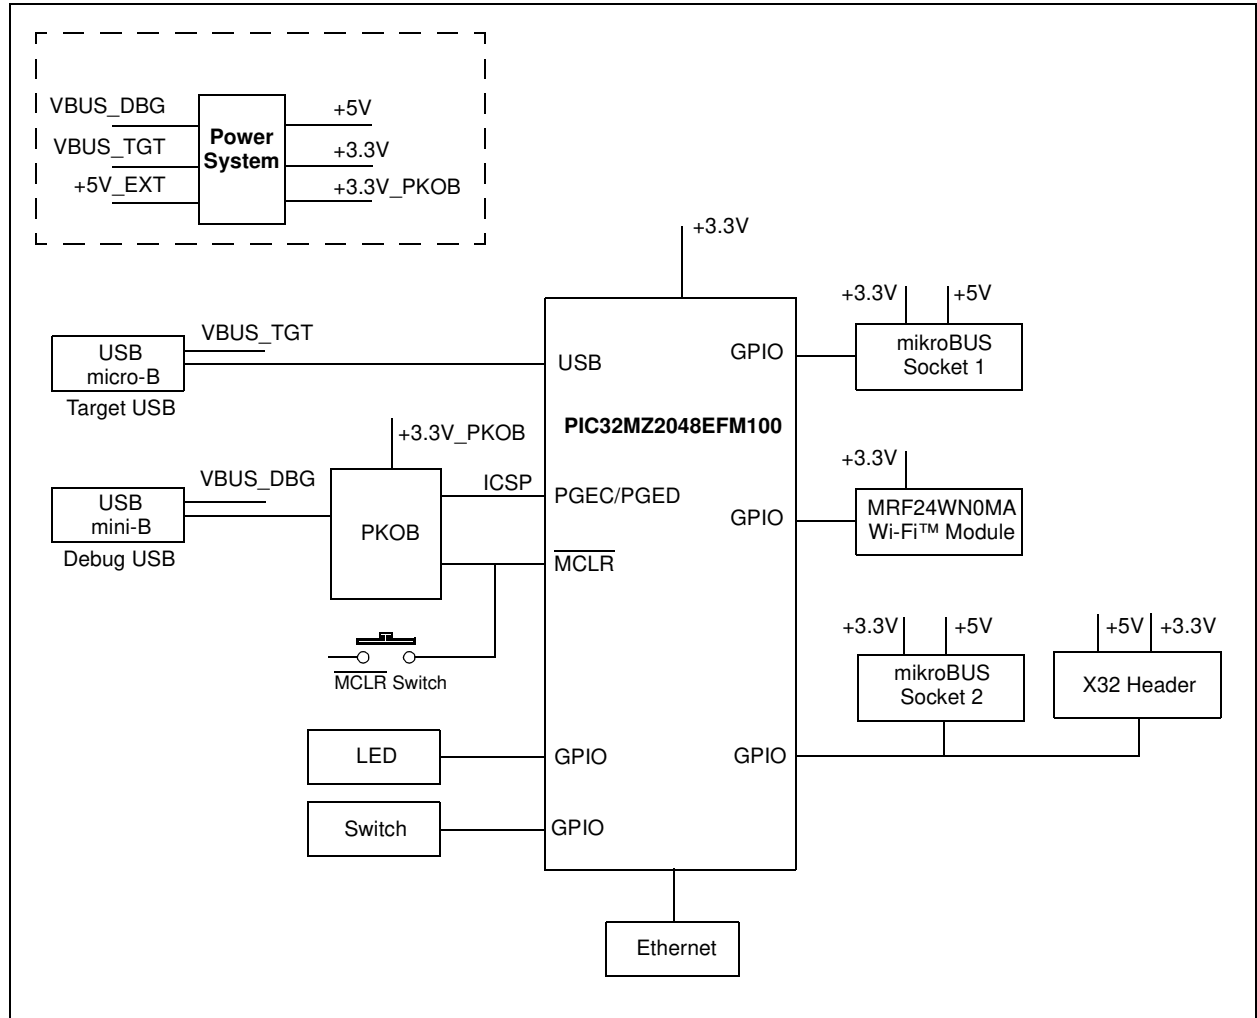 VBUS_DBG
VBUS_TGT
+5V_EXT
Power
System
+5V
+3.3V
+3.3V_PKOB
+3.3V
USB
micro-B
Target USB
VBUS_TGT
USB
PIC32MZ2048EFM100
GPIO
+3.3V
+5V
mikroBUS
Socket 1
USB
mini-B
Debug USB
VBUS_DBG
+3.3V_PKOB
PKOB
ICSP
PGEC/PGED
MCLR
MCLR Switch
GPIO
+3.3V
MRF24WN0MA
Wi-Fi™ Module
+3.3V
+5V
mikroBUS
Socket 2
+5V
+3.3V
X32 Header
LED
GPIO
GPIO
Switch
GPIO
Ethernet